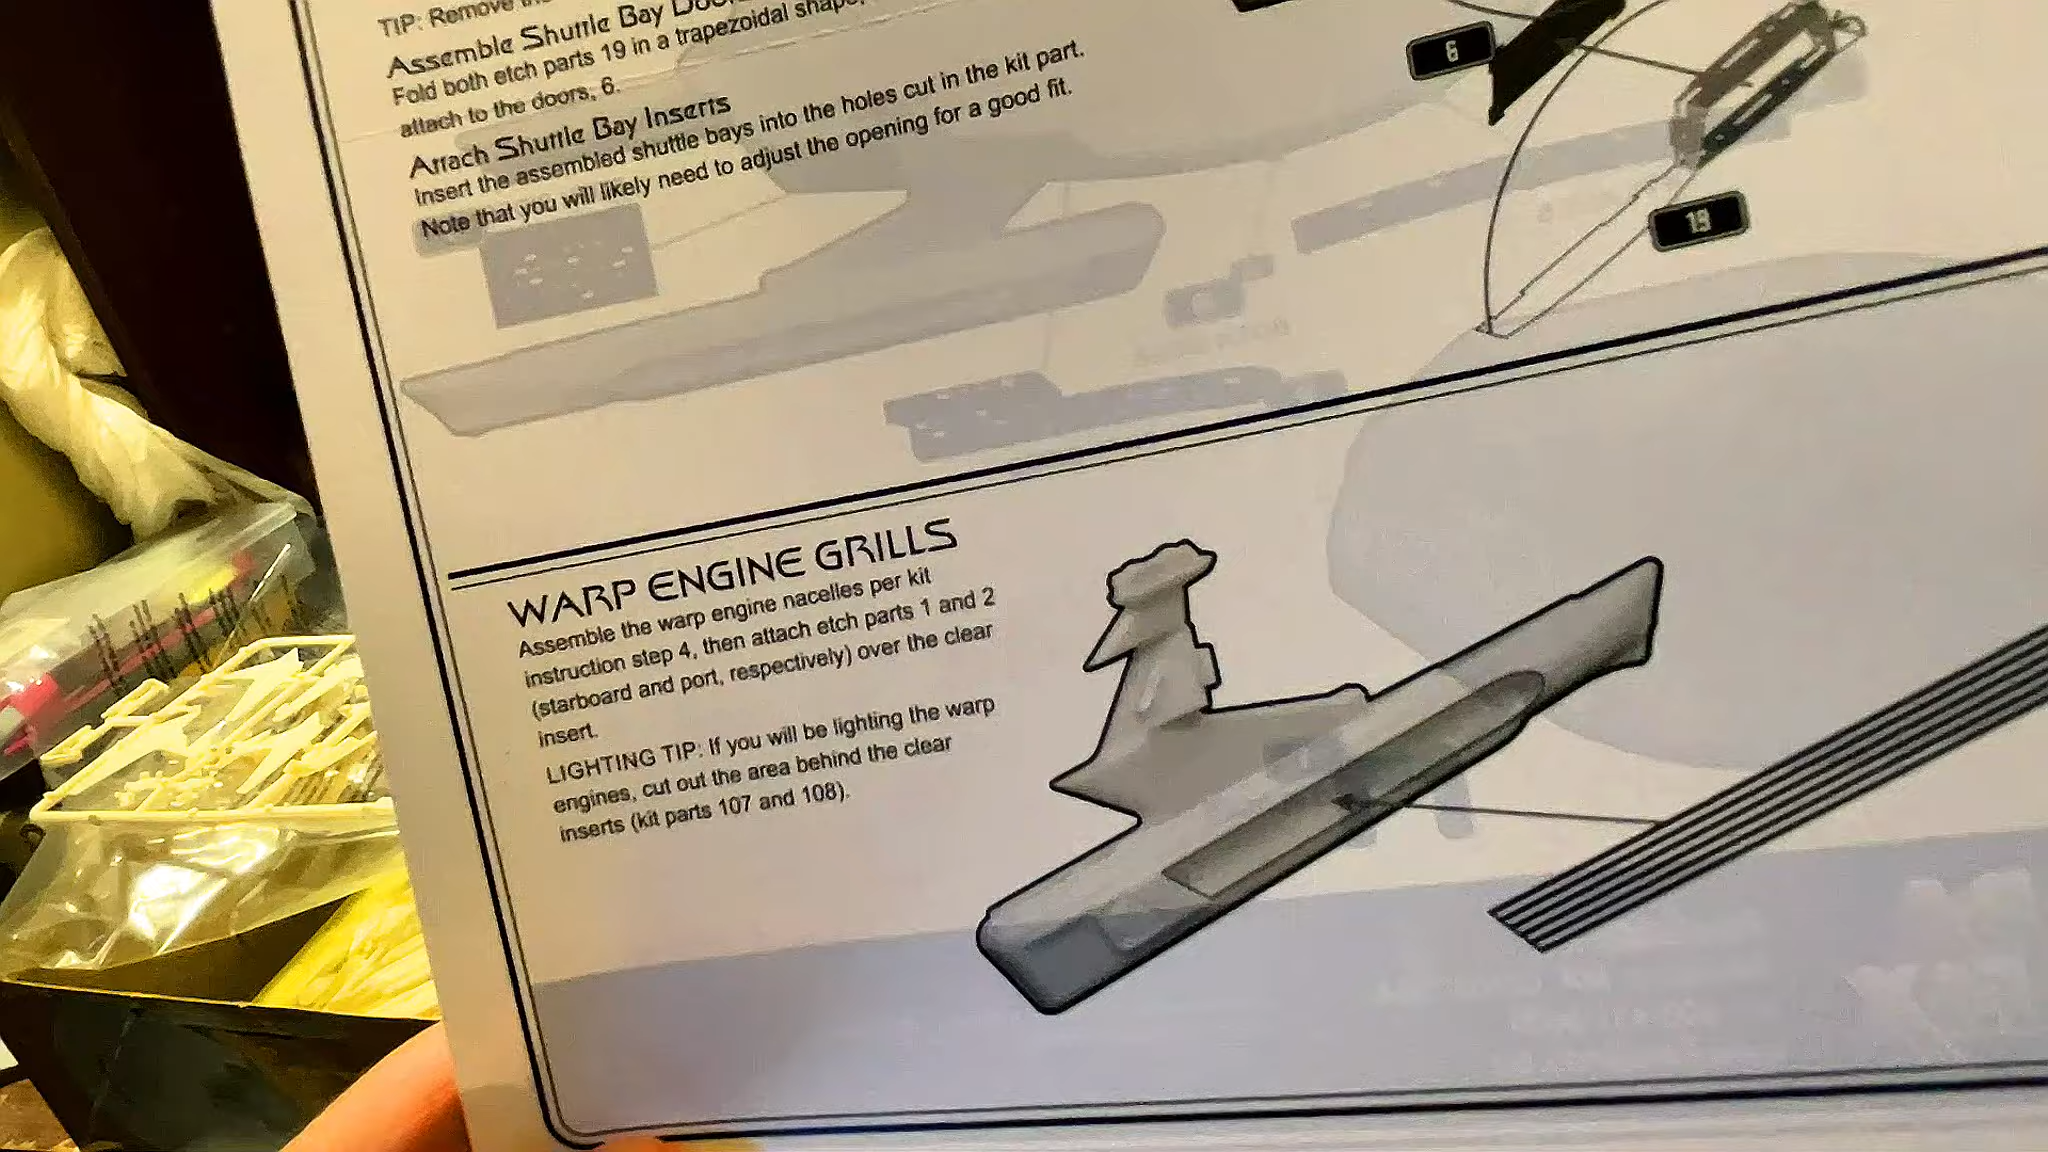 TIP: Remove
Assemble Shuttle Bay
Fold both etch parts 19 in a trapezoidal shape,
attach to the doors, 6.
Attach Shuttle Bay Inserts
Insert the assembled shuttle bays into the holes cut in the kit part.
Note that you will likely need to adjust the opening for a good fit.
6
19
WARP ENGINE GRILLS
Assemble the warp engine nacelles per kit
instruction step 4, then attach etch parts 1 and 2
(starboard and port, respectively) over the clear
insert.
LIGHTING TIP: If you will be lighting the warp
engines, cut out the area behind the clear
inserts (kit parts 107 and 108).